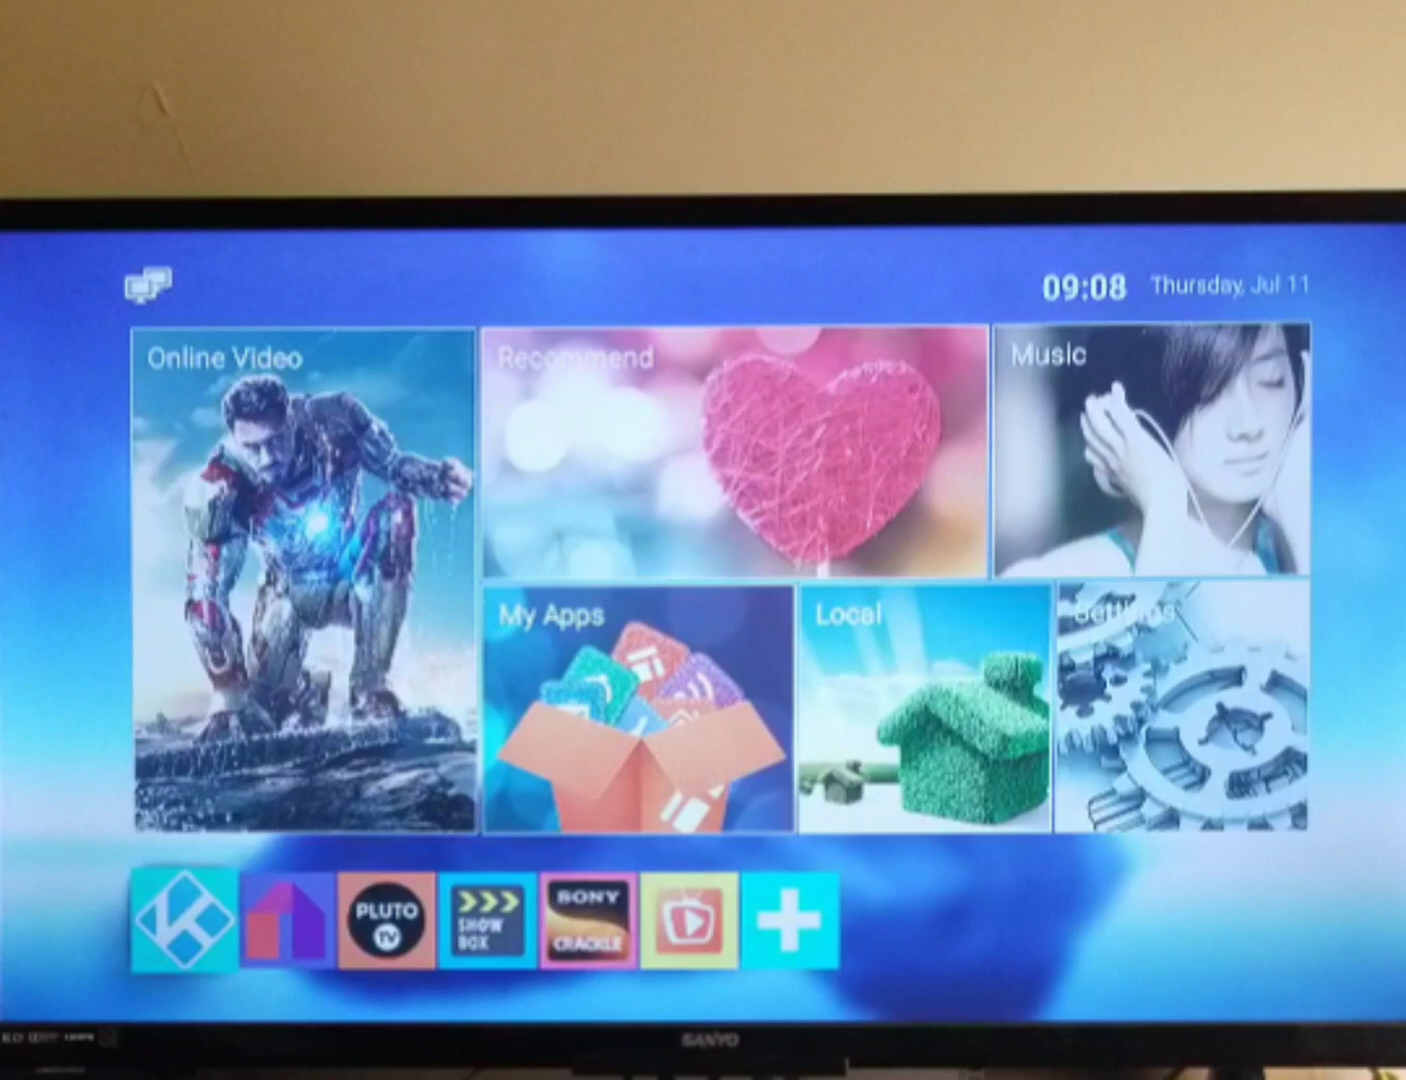 09:08 Thursday, Jul 11
Online Video
Recommend
Music
My Apps
Local
Settings
PLUTO
TV
SHOW
BOX
SONY
CRACKLE
SANYO